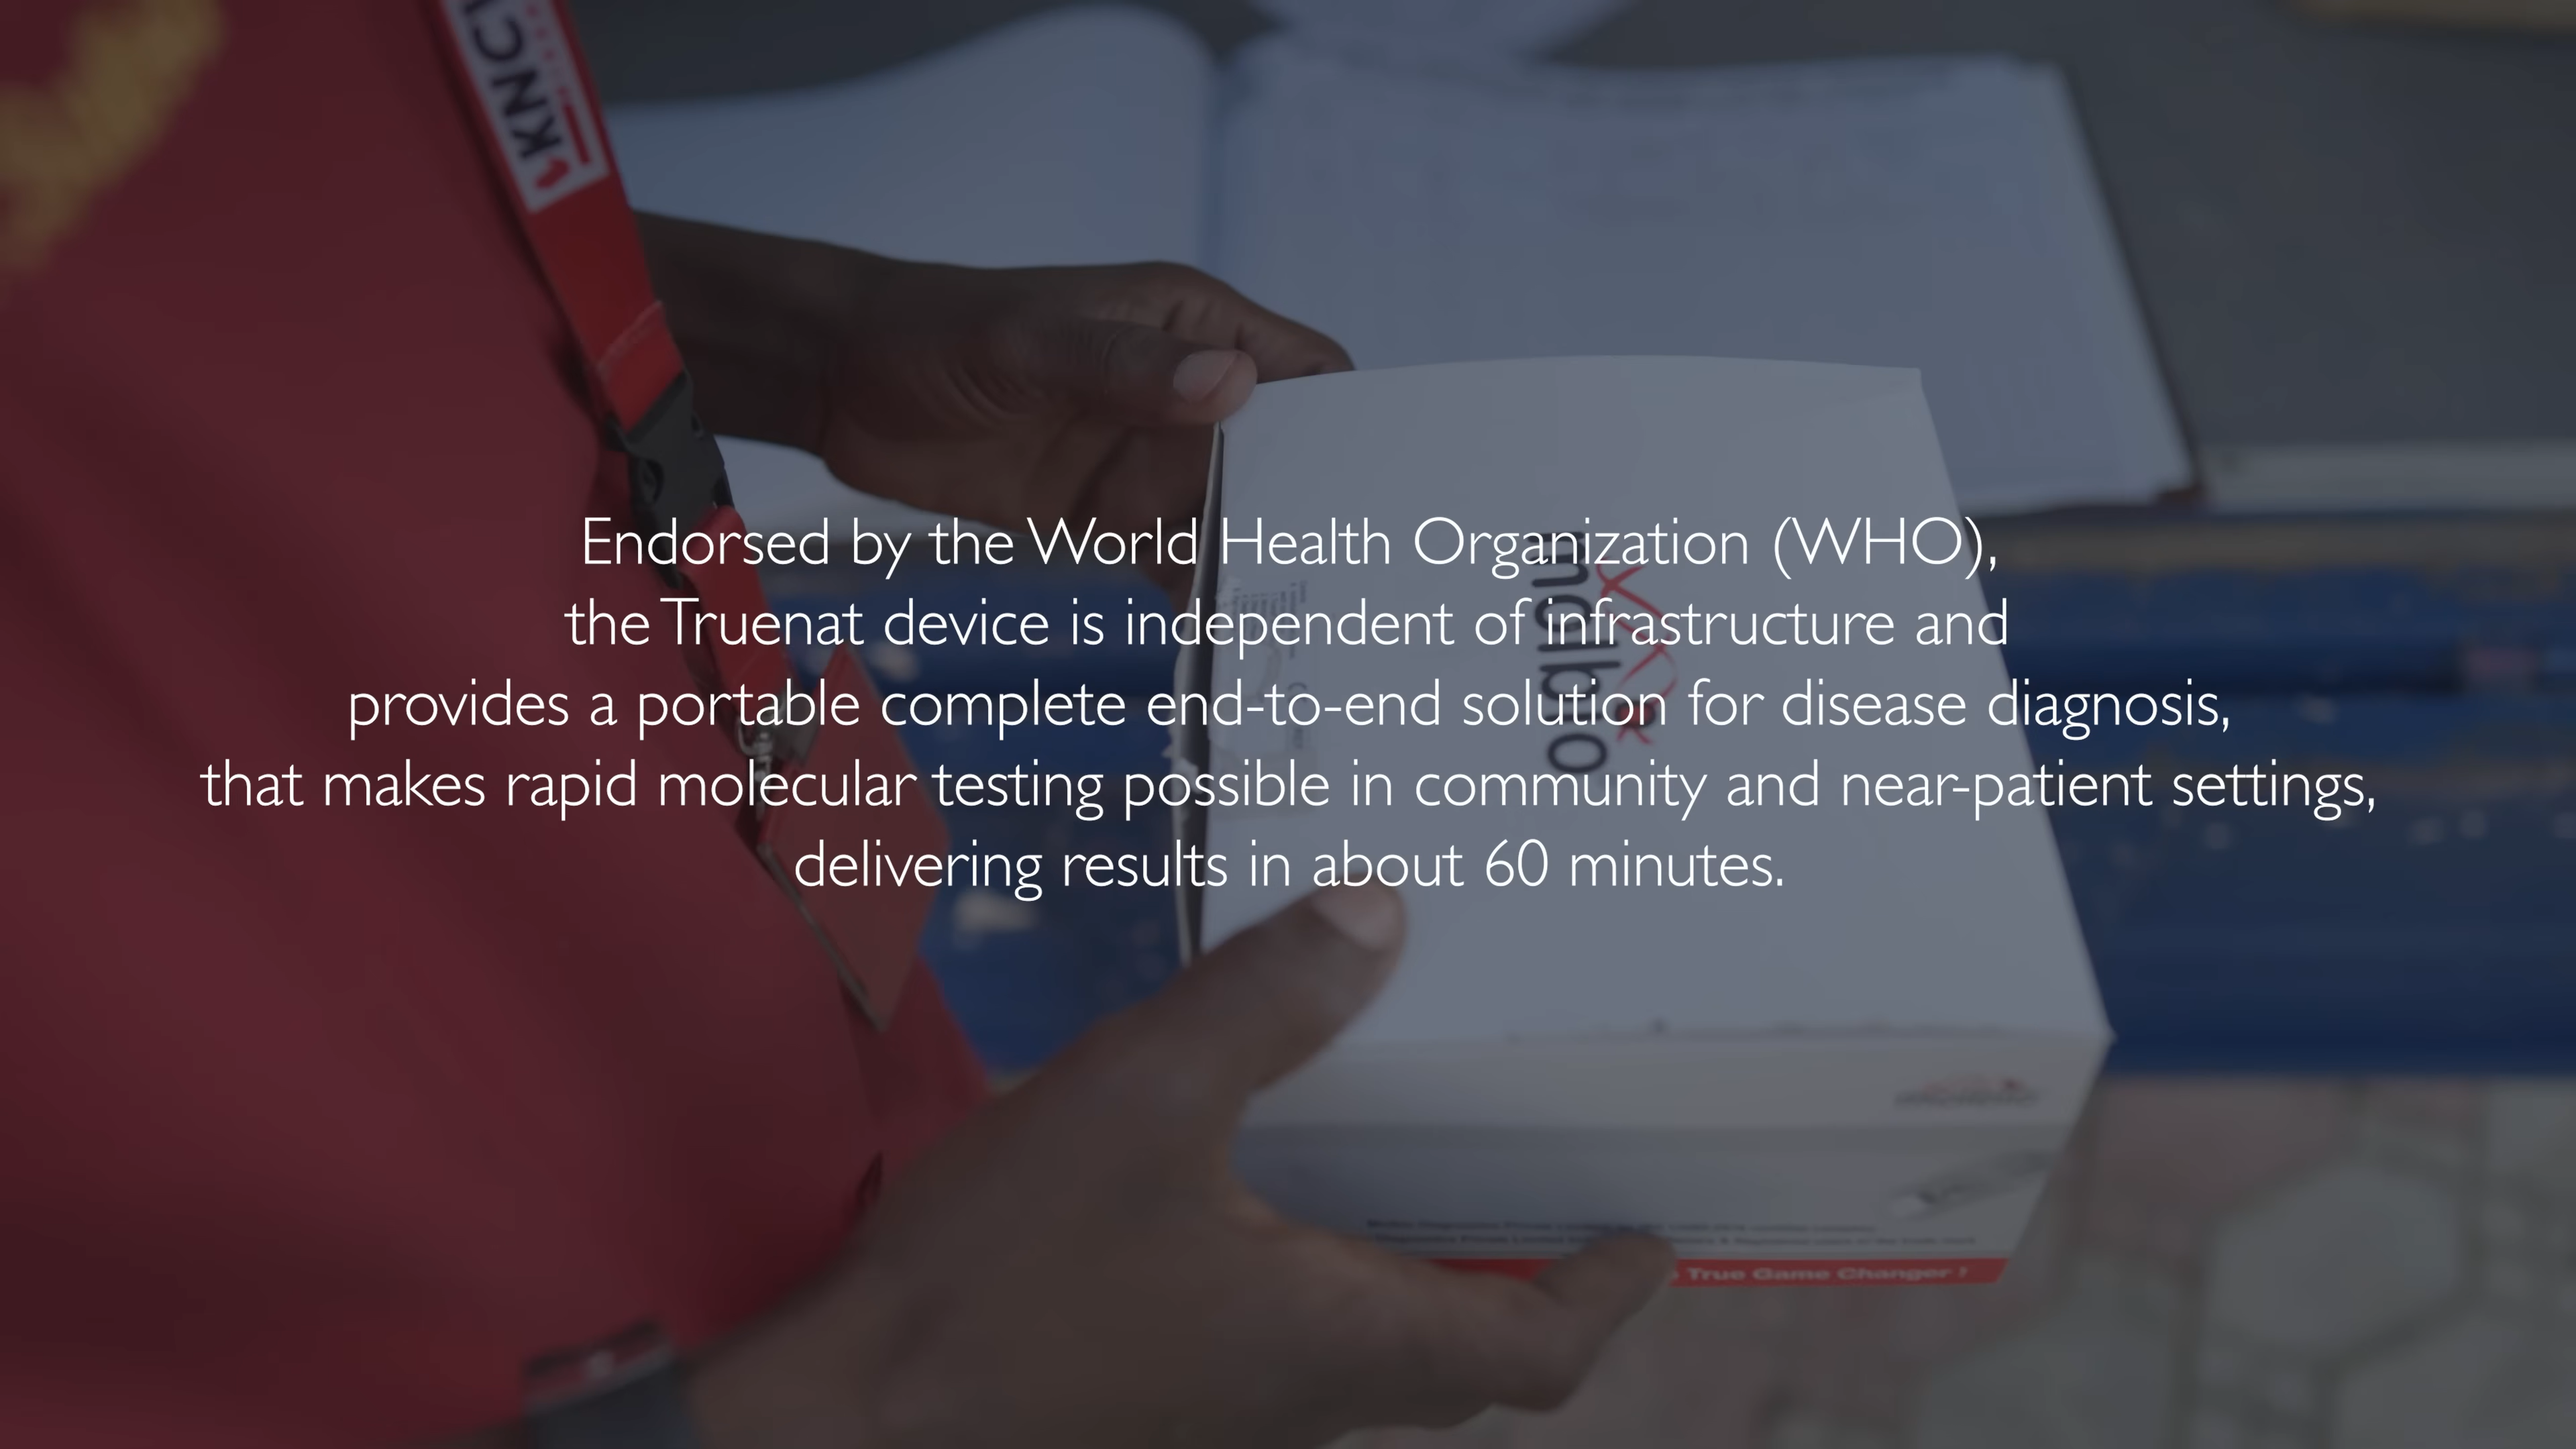 KNCV
Endorsed by the World Health Organization (WHO),
the Truenat device is independent of infrastructure and
provides a portable complete end-to-end solution for disease diagnosis,
that makes rapid molecular testing possible in community and near-patient settings,
delivering results in about 60 minutes.
molbio
True Game Changer !